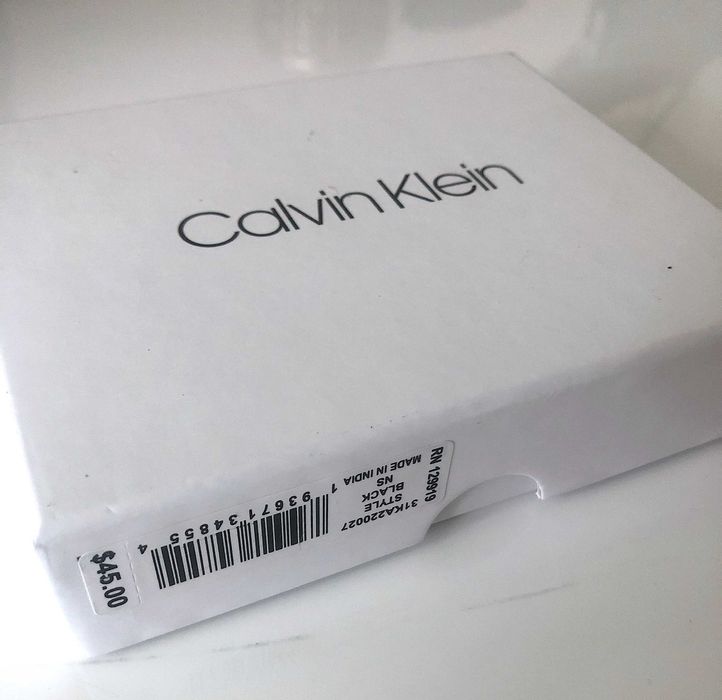 Calvin Klein
RN 129919
31KA220027
STYLE
BLACK
NS
MADE IN INDIA
1 93671 34855 4
$45.00